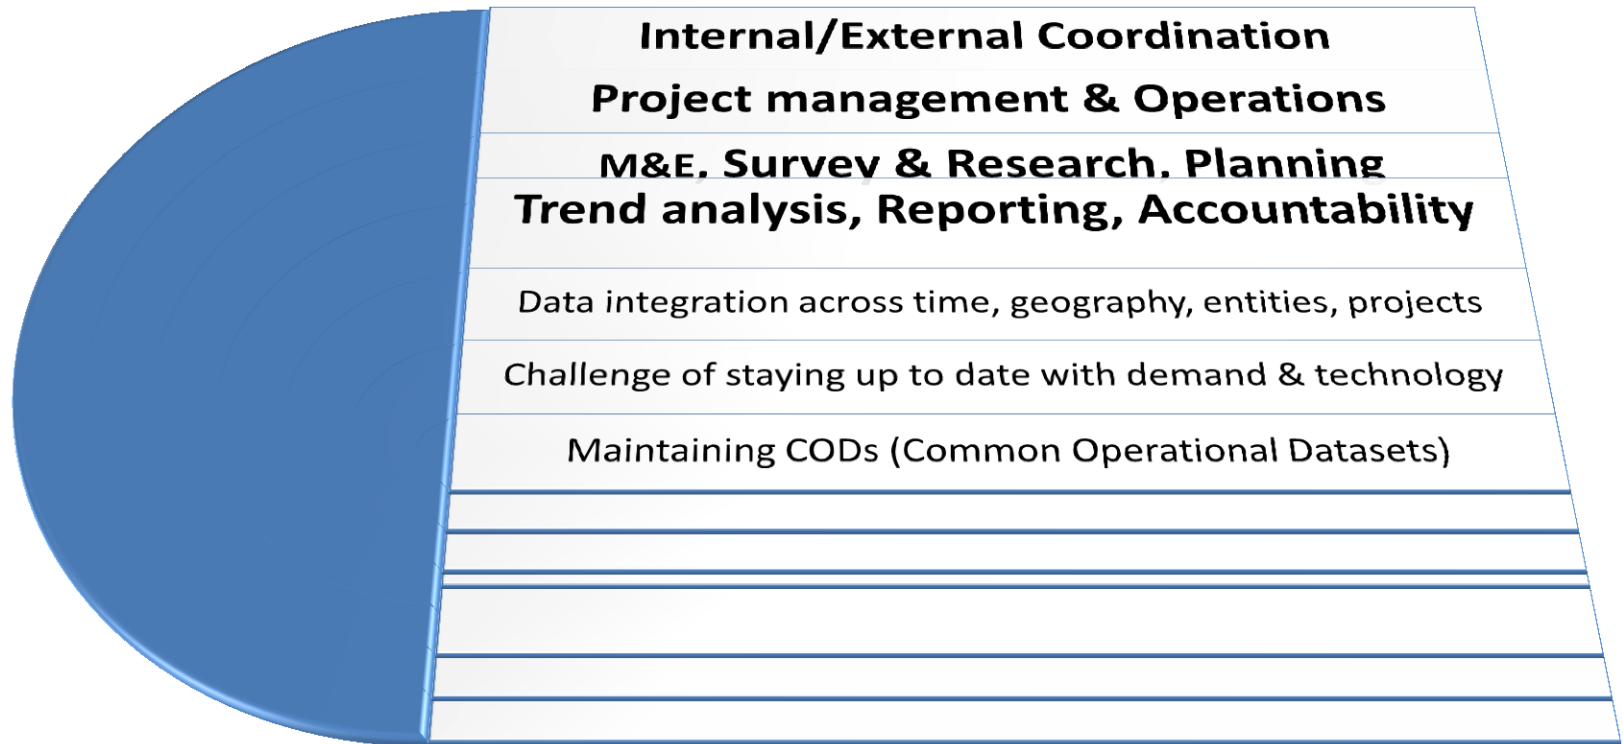 Internal/External Coordination
Project management & Operations
M&E, Survey & Research, Planning
Trend analysis, Reporting, Accountability
Data integration across time, geography, entities, projects
Challenge of staying up to date with demand & technology
Maintaining CODs (Common Operational Datasets)